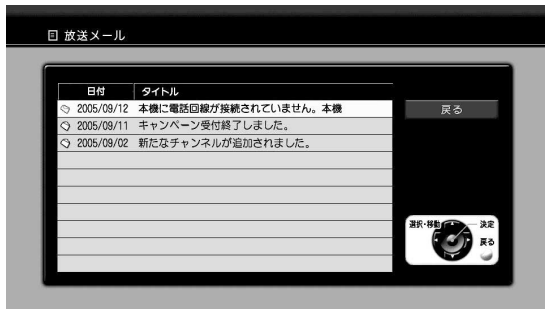 放送メール
日付 タイトル
2005/09/12 本機に電話回線が接続されていません。本機
2005/09/11 キャンペーン受付終了しました。
2005/09/02 新たなチャンネルが追加されました。
戻る
選択・移動 決定
戻る